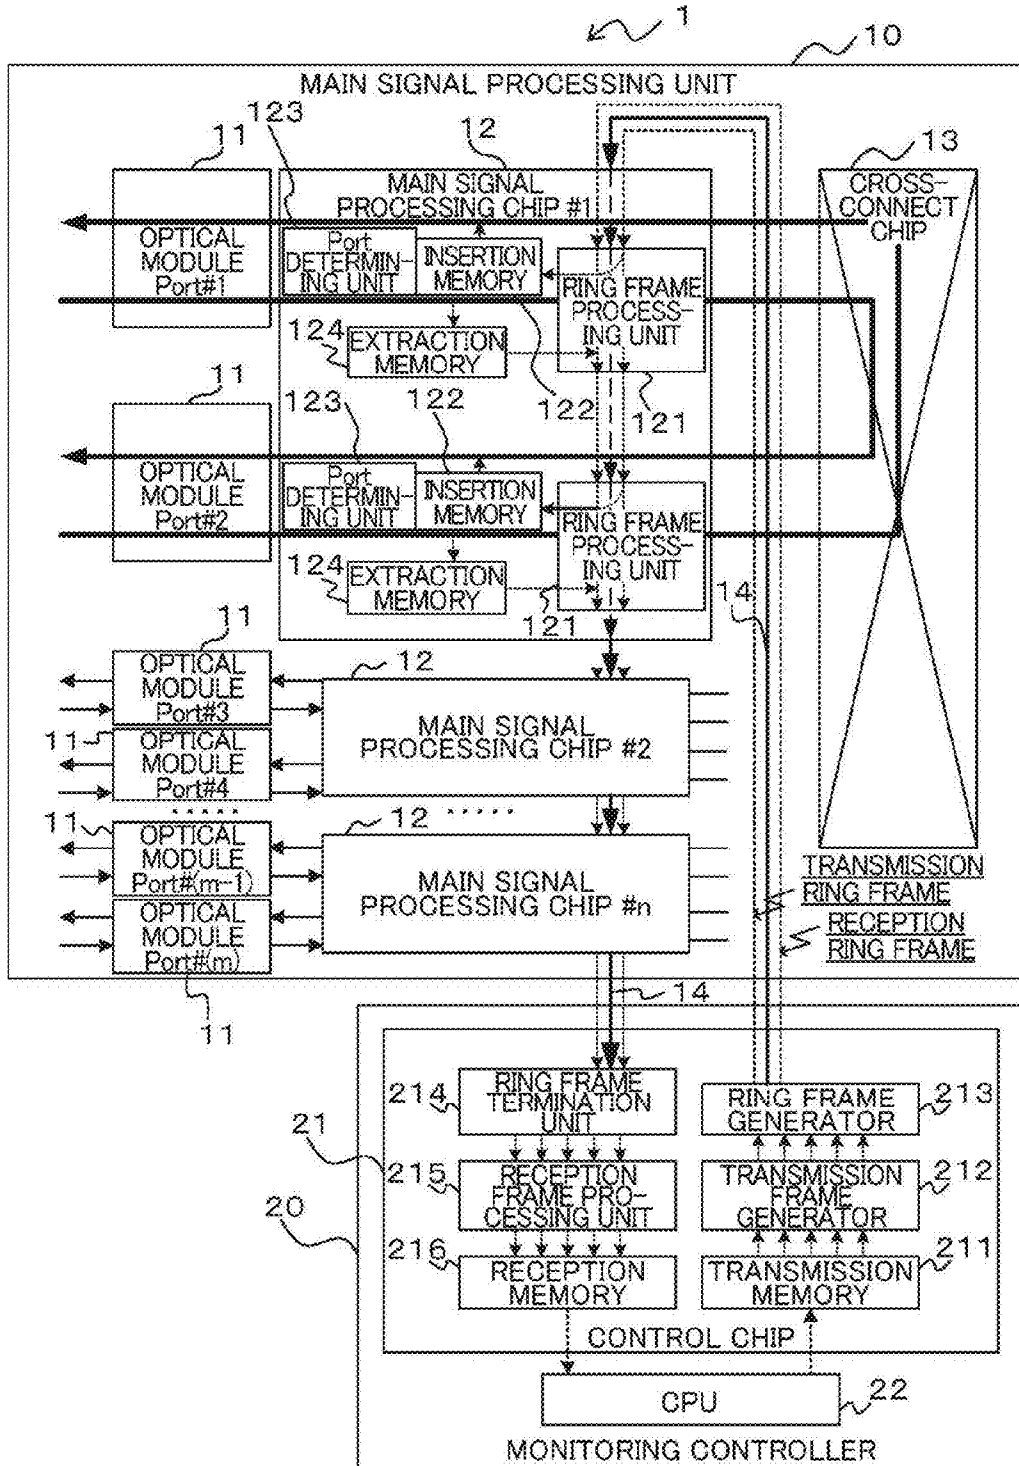 1
10
MAIN SIGNAL PROCESSING UNIT
123
11
12
13
MAIN SIGNAL
PROCESSING CHIP #1
CROSS-
CONNECT
CHIP
OPTICAL
MODULE
Port#1
Port
DETERMIN-
ING UNIT
INSERTION
MEMORY
RING FRAME
PROCESS-
ING UNIT
124
EXTRACTION
MEMORY
11
123
122
122
121
OPTICAL
MODULE
Port#2
Port
DETERMIN-
ING UNIT
INSERTION
MEMORY
RING FRAME
PROCESS-
ING UNIT
124
EXTRACTION
MEMORY
121
14
11
12
OPTICAL
MODULE
Port#3
MAIN SIGNAL
PROCESSING CHIP #2
11
OPTICAL
MODULE
Port#4
.....
12
......
11
OPTICAL
MODULE
Port#(m-1)
MAIN SIGNAL
PROCESSING CHIP #n
TRANSMISSION
RING FRAME
RECEPTION
RING FRAME
OPTICAL
MODULE
Port#(m)
11
14
214
RING FRAME
TERMINATION
UNIT
RING FRAME
GENERATOR
213
21
215
RECEPTION
FRAME PRO-
CESSING UNIT
TRANSMISSION
FRAME
GENERATOR
212
20
216
RECEPTION
MEMORY
TRANSMISSION
MEMORY
211
CONTROL CHIP
CPU
22
MONITORING CONTROLLER